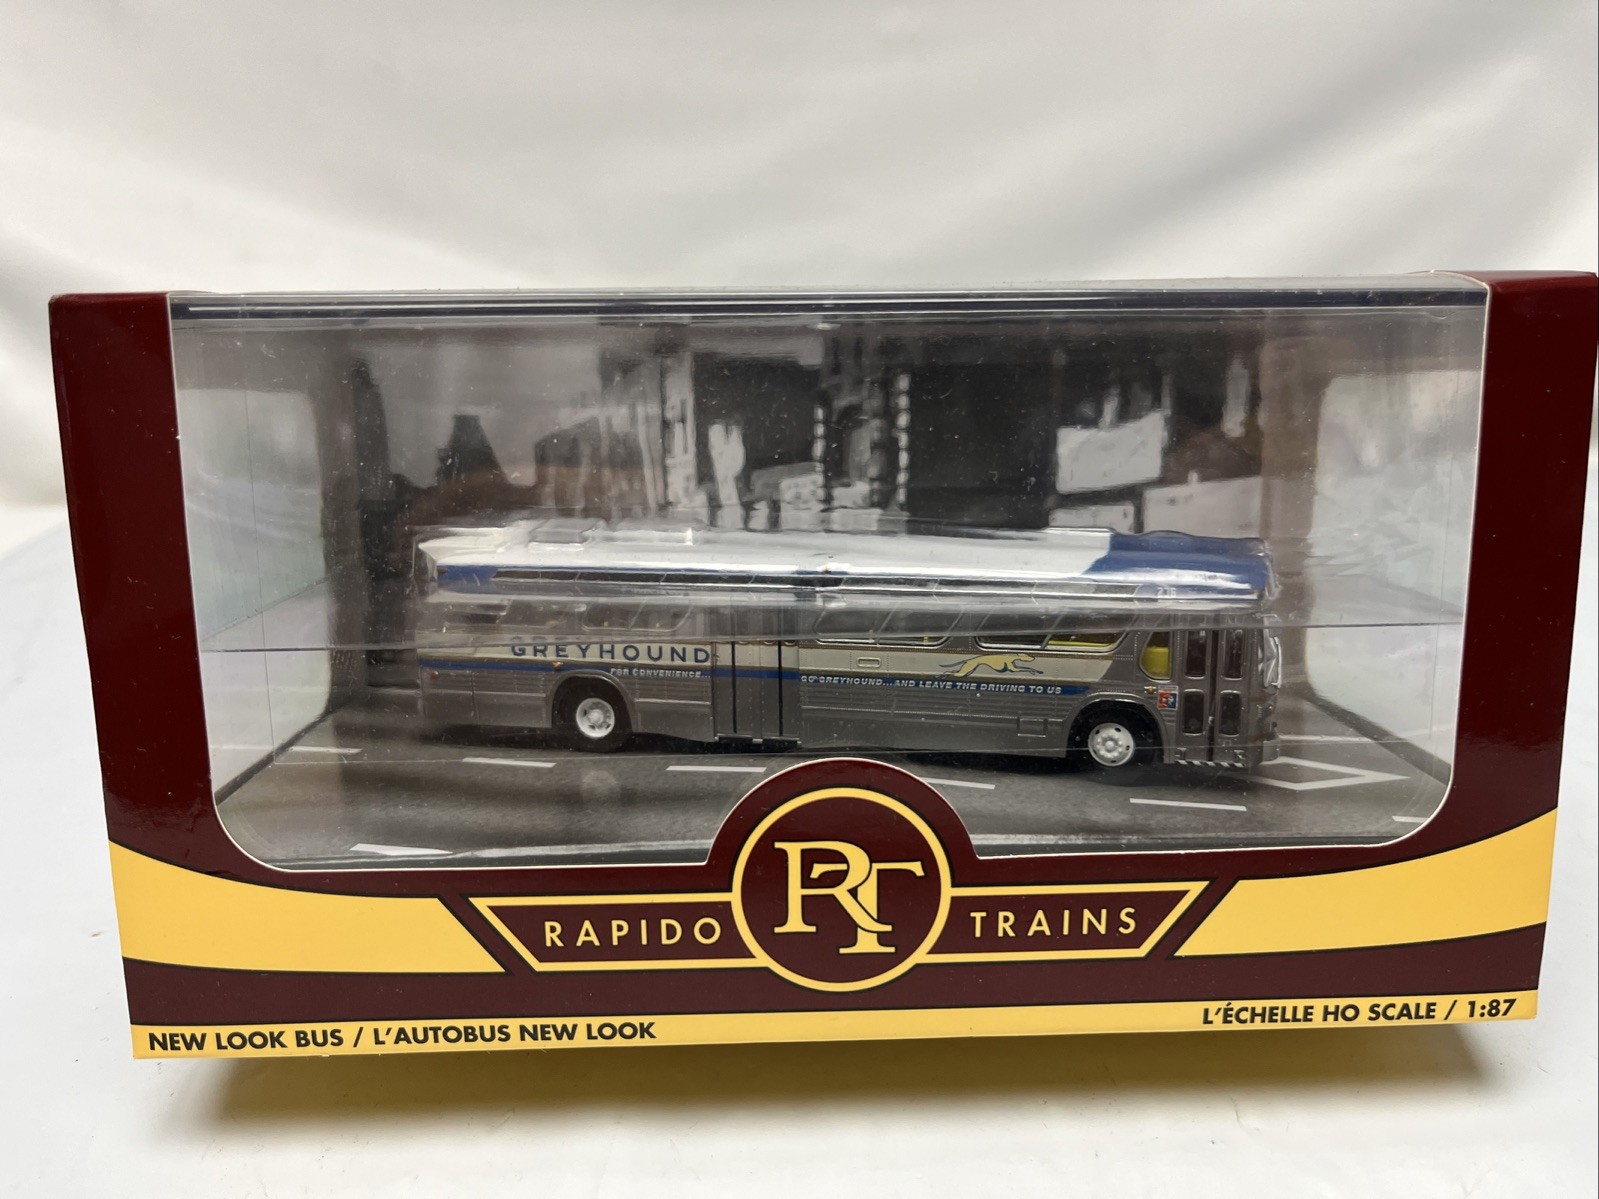 GREYHOUND
FOR CONVENIENCE...
GO GREYHOUND...AND LEAVE THE DRIVING TO US
RAPIDO RT TRAINS
NEW LOOK BUS / L'AUTOBUS NEW LOOK
L'ÉCHELLE HO SCALE / 1:87